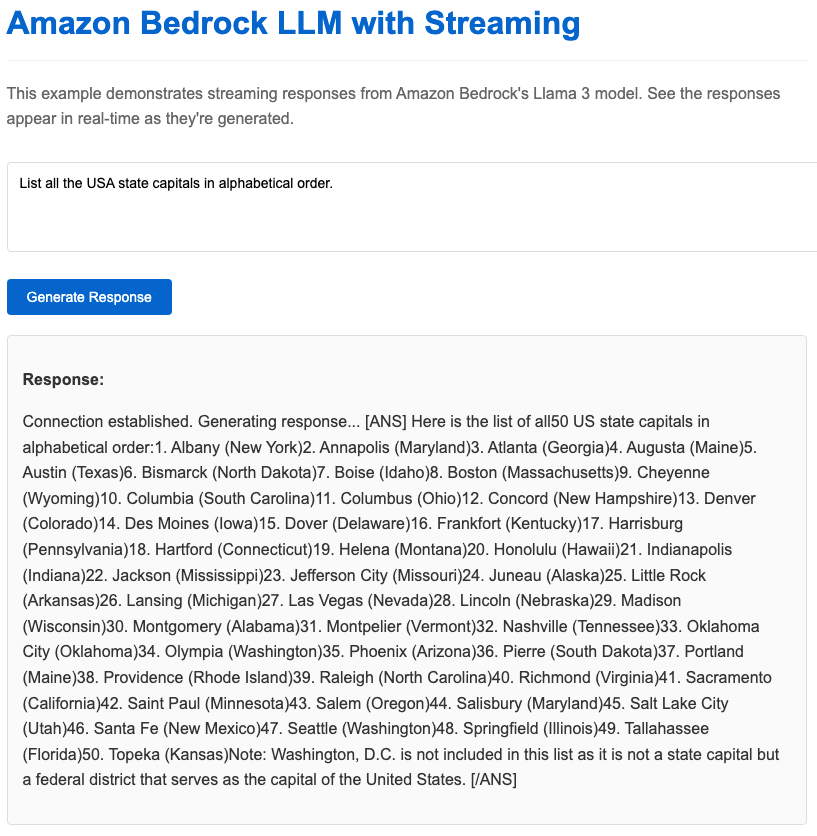 Amazon Bedrock LLM with Streaming
This example demonstrates streaming responses from Amazon Bedrock's Llama 3 model. See the responses
appear in real-time as they're generated.
List all the USA state capitals in alphabetical order.
Generate Response
Response:
Connection established. Generating response... [ANS] Here is the list of all50 US state capitals in
alphabetical order:1. Albany (New York)2. Annapolis (Maryland)3. Atlanta (Georgia)4. Augusta (Maine)5.
Austin (Texas)6. Bismarck (North Dakota)7. Boise (Idaho)8. Boston (Massachusetts)9. Cheyenne
(Wyoming)10. Columbia (South Carolina)11. Columbus (Ohio)12. Concord (New Hampshire)13. Denver
(Colorado)14. Des Moines (Iowa)15. Dover (Delaware)16. Frankfort (Kentucky)17. Harrisburg
(Pennsylvania)18. Hartford (Connecticut)19. Helena (Montana)20. Honolulu (Hawaii)21. Indianapolis
(Indiana)22. Jackson (Mississippi)23. Jefferson City (Missouri)24. Juneau (Alaska)25. Little Rock
(Arkansas)26. Lansing (Michigan)27. Las Vegas (Nevada)28. Lincoln (Nebraska)29. Madison
(Wisconsin)30. Montgomery (Alabama)31. Montpelier (Vermont)32. Nashville (Tennessee)33. Oklahoma
City (Oklahoma)34. Olympia (Washington)35. Phoenix (Arizona)36. Pierre (South Dakota)37. Portland
(Maine)38. Providence (Rhode Island)39. Raleigh (North Carolina)40. Richmond (Virginia)41. Sacramento
(California)42. Saint Paul (Minnesota)43. Salem (Oregon)44. Salisbury (Maryland)45. Salt Lake City
(Utah)46. Santa Fe (New Mexico)47. Seattle (Washington)48. Springfield (Illinois)49. Tallahassee
(Florida)50. Topeka (Kansas)Note: Washington, D.C. is not included in this list as it is not a state capital but
a federal district that serves as the capital of the United States. [/ANS]